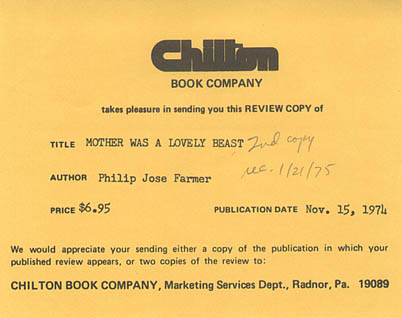 Chilton
BOOK COMPANY
takes pleasure in sending you this REVIEW COPY of
TITLE MOTHER WAS A LOVELY BEAST 2nd copy
AUTHOR Philip Jose Farmer rec. 1/21/75
PRICE $6.95 PUBLICATION DATE Nov. 15, 1974
We would appreciate your sending either a copy of the publication in which your
published review appears, or two copies of the review to:
CHILTON BOOK COMPANY, Marketing Services Dept., Radnor, Pa. 19089